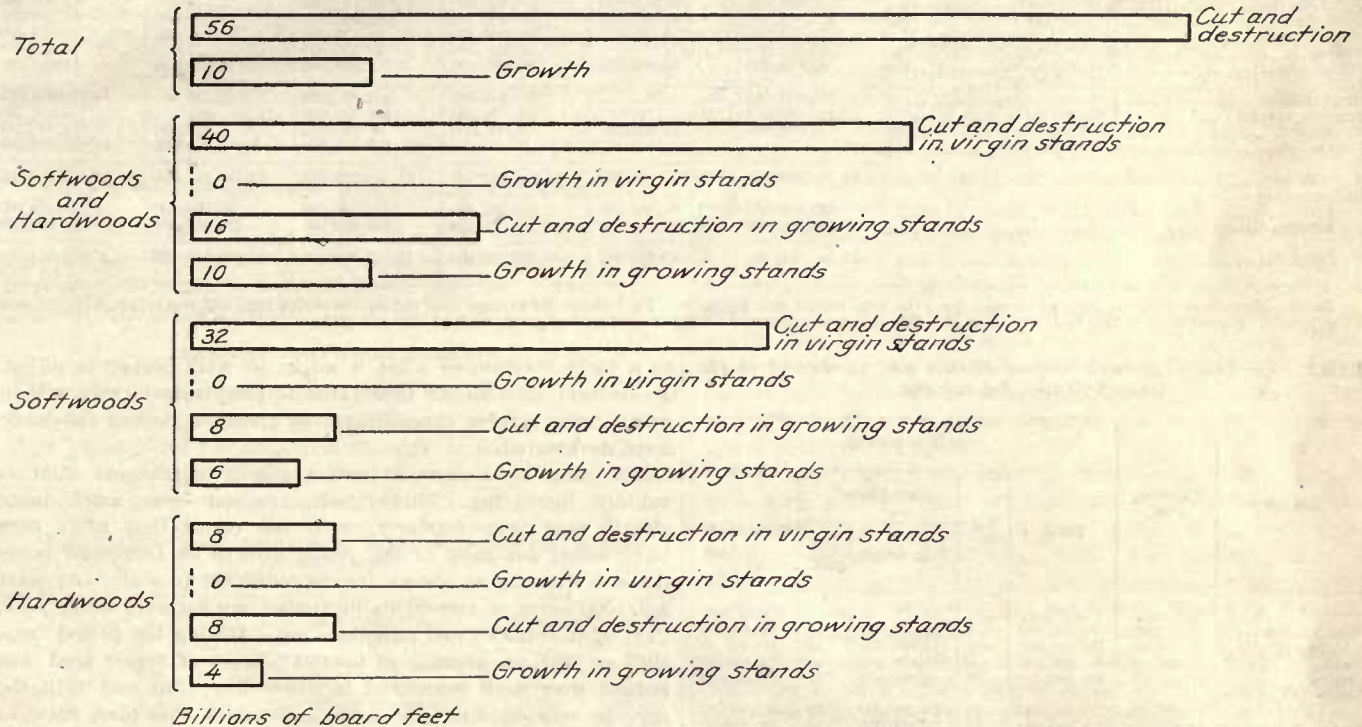 Total
56
Cut and
destruction
10
Growth
Softwoods
and
Hardwoods
40
Cut and destruction
in virgin stands
0
Growth in virgin stands
16
Cut and destruction in growing stands
10
Growth in growing stands
Softwoods
32
Cut and destruction
in virgin stands
0
Growth in virgin stands
8
Cut and destruction in growing stands
6
Growth in growing stands
Hardwoods
8
Cut and destruction in virgin stands
0
Growth in virgin stands
8
Cut and destruction in growing stands
4
Growth in growing stands
Billions of board feet